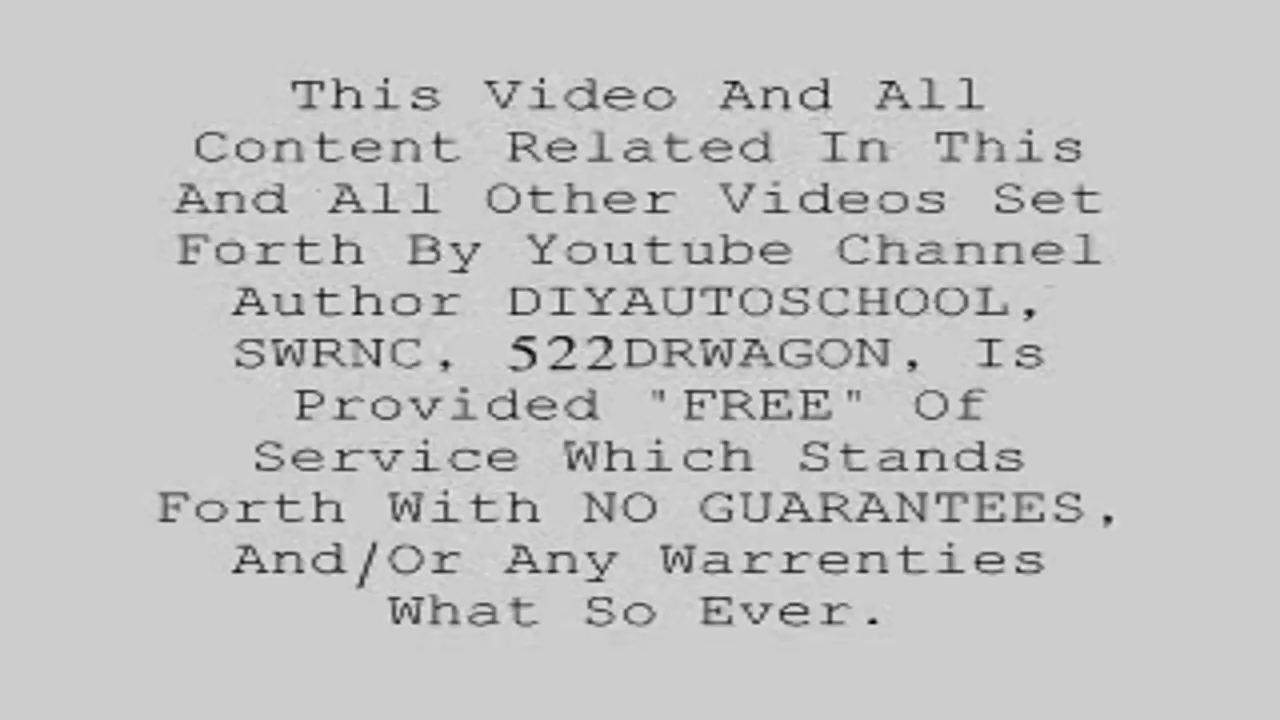 This Video And All
Content Related In This
And All Other Videos Set
Forth By Youtube Channel
Author DIYAUTOSCHOOL,
SWRNC, 522DRWAGON, Is
Provided "FREE" Of
Service Which Stands
Forth With NO GUARANTEES,
And/Or Any Warrenties
What So Ever.